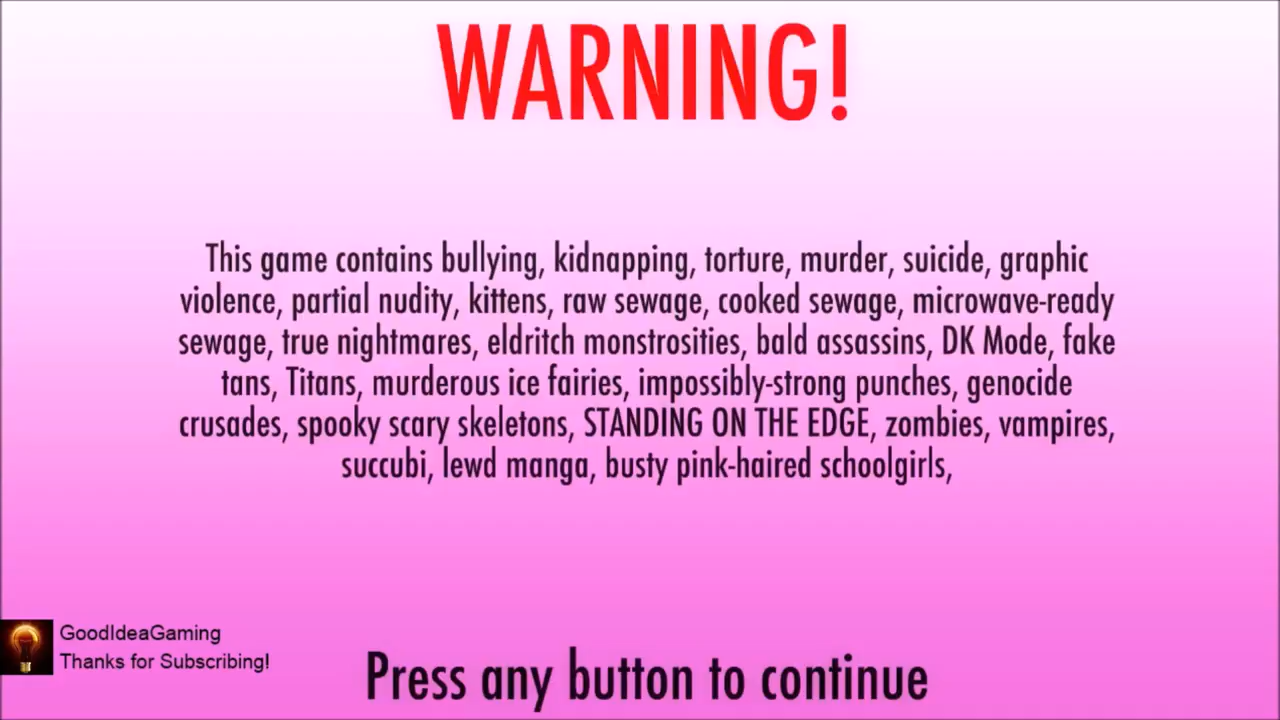 WARNING!
This game contains bullying, kidnapping, torture, murder, suicide, graphic
violence, partial nudity, kittens, raw sewage, cooked sewage, microwave-ready
sewage, true nightmares, eldritch monstrosities, bald assassins, DK Mode, fake
tans, Titans, murderous ice fairies, impossibly-strong punches, genocide
crusades, spooky scary skeletons, STANDING ON THE EDGE, zombies, vampires,
succubi, lewd manga, busty pink-haired schoolgirls,
GoodIdeaGaming
Thanks for Subscribing!
Press any button to continue